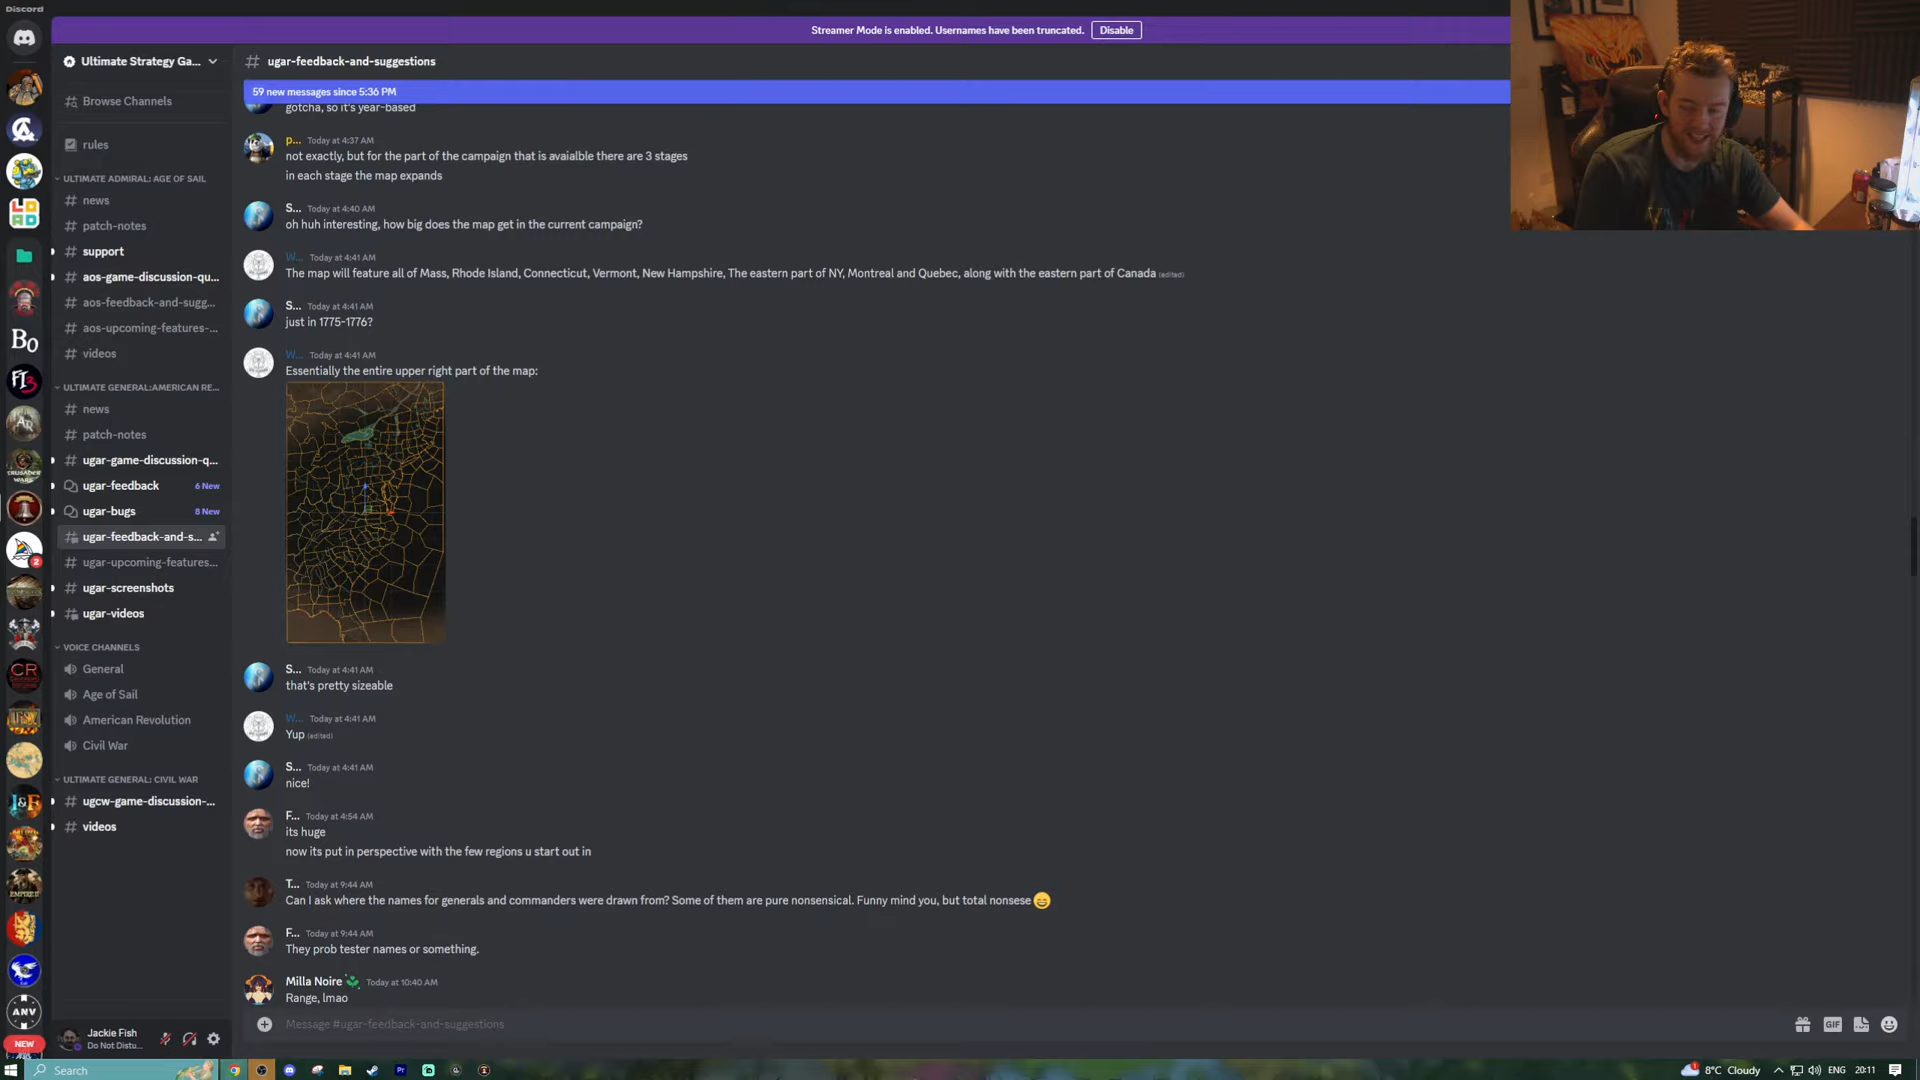 Discord
Streamer Mode is enabled. Usernames have been truncated.
Disable
Ultimate Strategy Ga...
ugar-feedback-and-suggestions
59 new messages since 5:36 PM
Browse Channels
rules
ULTIMATE ADMIRAL: AGE OF SAIL
news
patch-notes
support
aos-game-discussion-qu...
aos-feedback-and-sugg...
aos-upcoming-features-...
videos
ULTIMATE GENERAL:AMERICAN RE...
news
patch-notes
ugar-game-discussion-q...
ugar-feedback
6 New
ugar-bugs
8 New
ugar-feedback-and-s...
ugar-upcoming-features...
ugar-screenshots
ugar-videos
VOICE CHANNELS
General
Age of Sail
American Revolution
Civil War
ULTIMATE GENERAL: CIVIL WAR
ugcw-game-discussion-...
videos
Jackie Fish
Do Not Distu...
LOAD
BO
FT3
AR
CRUSADER WARS
2
CR
J&F
EMPIRE II
ANV
NEW
gotcha, so it's year-based
p... Today at 4:37 AM
not exactly, but for the part of the campaign that is avaialble there are 3 stages
in each stage the map expands
S... Today at 4:40 AM
oh huh interesting, how big does the map get in the current campaign?
W... Today at 4:41 AM
The map will feature all of Mass, Rhode Island, Connecticut, Vermont, New Hampshire, The eastern part of NY, Montreal and Quebec, along with the eastern part of Canada (edited)
S... Today at 4:41 AM
just in 1775-1776?
W... Today at 4:41 AM
Essentially the entire upper right part of the map:
S... Today at 4:41 AM
that's pretty sizeable
W... Today at 4:41 AM
Yup (edited)
S... Today at 4:41 AM
nice!
F... Today at 4:54 AM
its huge
now its put in perspective with the few regions u start out in
T... Today at 9:44 AM
Can I ask where the names for generals and commanders were drawn from? Some of them are pure nonsensical. Funny mind you, but total nonsese
F... Today at 9:44 AM
They prob tester names or something.
Milla Noire Today at 10:40 AM
Range, lmao
Message #ugar-feedback-and-suggestions
GIF
Search
Pr
8°C Cloudy
ENG
20:11